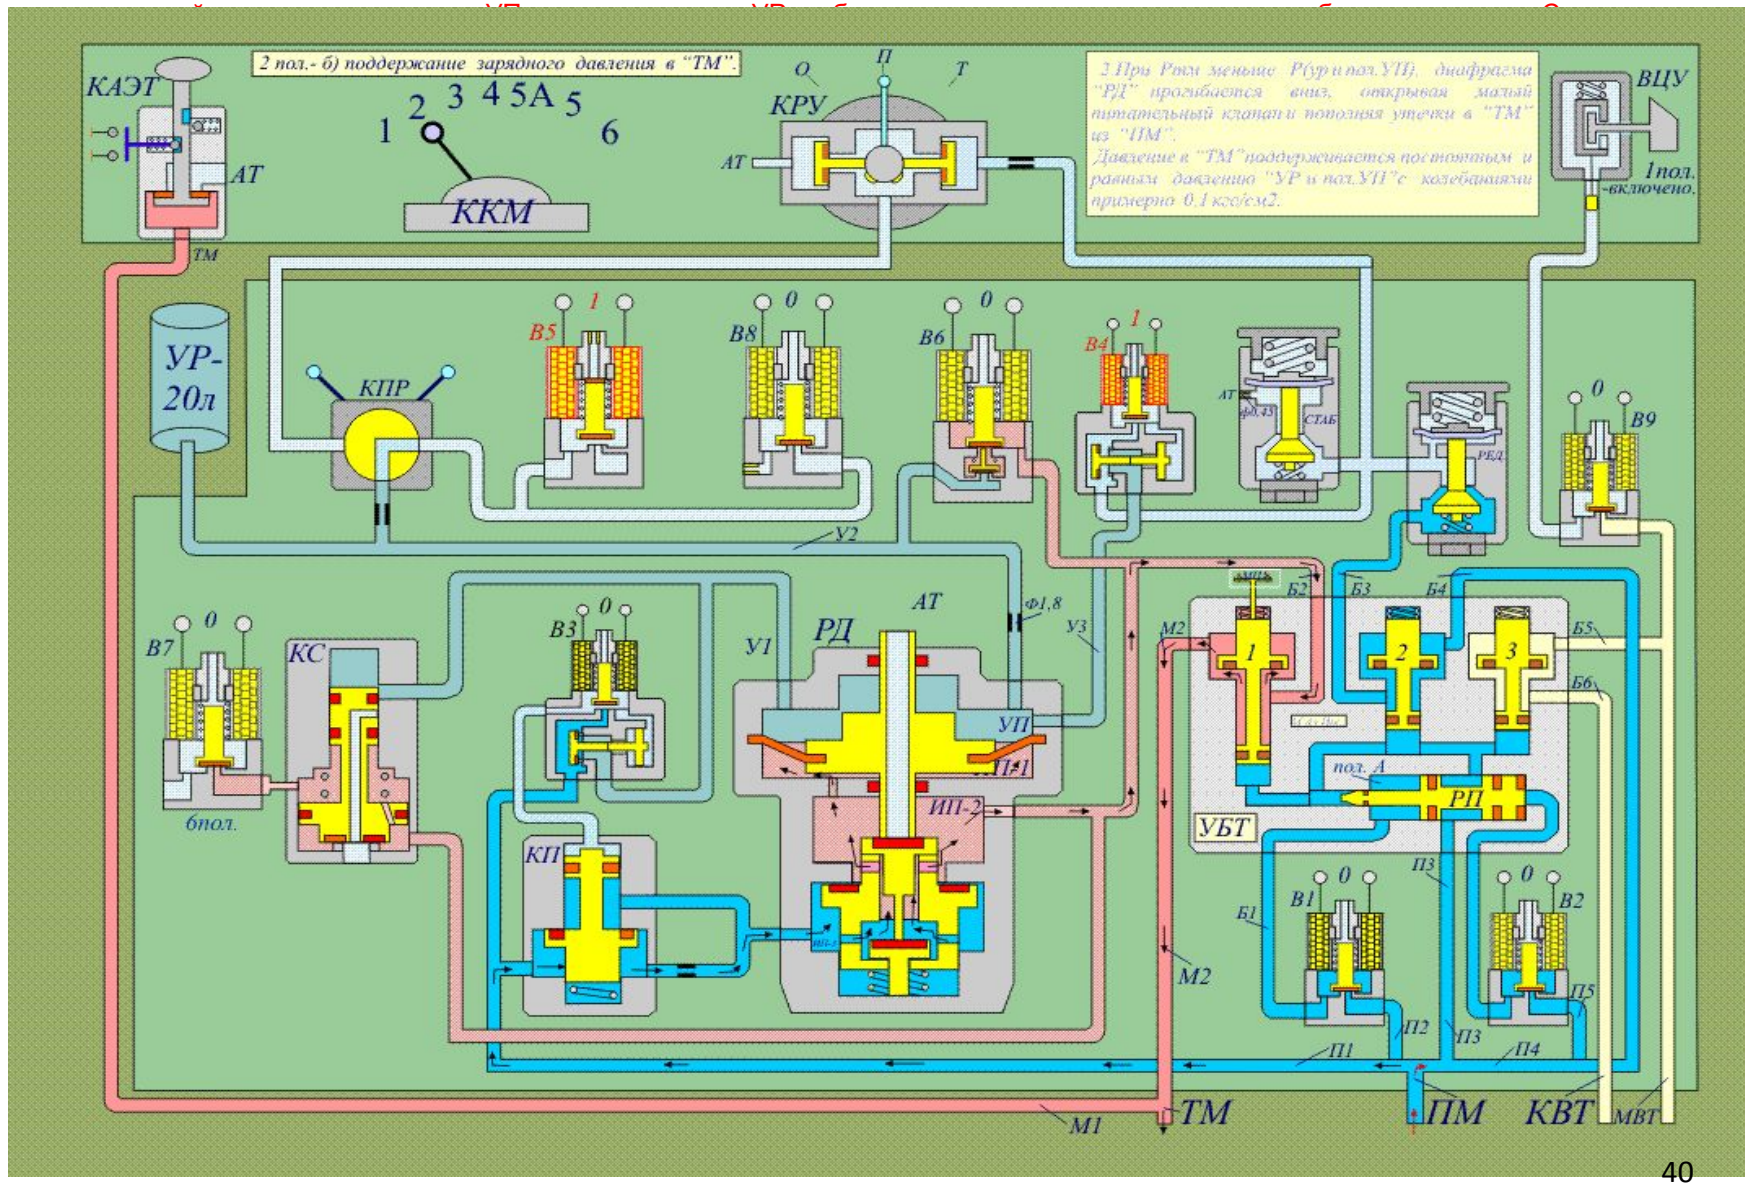 2 пол.- б) поддержание зарядного давления в “ТМ”.
КАЭТ
АТ
ТМ
1 2 3 4 5А 5 6
ККМ
О П Т
КРУ
АТ
2.При Ртм меньше Р(ур и пол.УП), диафрагма
“РД” прогибается вниз, открывая малый
питательный клапан и пополняя утечки в “ТМ”
из “ПМ”.
Давление в “ТМ” поддерживается постоянным и
равным давлению “УР и пол.УП” с колебаниями
примерно 0,1 кгс/см2.
ВЦУ
1пол.
-включено.
УР-
20л
КПР
В5 1
В8 0
В6 0
В4 1
АТ
ф0,45
СТАБ
РЕД
0 В9
У2
В7 0
6пол.
КС
В3 0
У1
РД
АТ
Ф1,8
У3
УП
ИП-2
КП
М2
Б2 Б3 Б4
Б5
Б6
1 2 3
пол. А
РП
УБТ
Б1
П3
В1 0
0 В2
М2
П2
П3
П5
П1
П4
М1
ТМ
ПМ
КВТ
МВТ
40